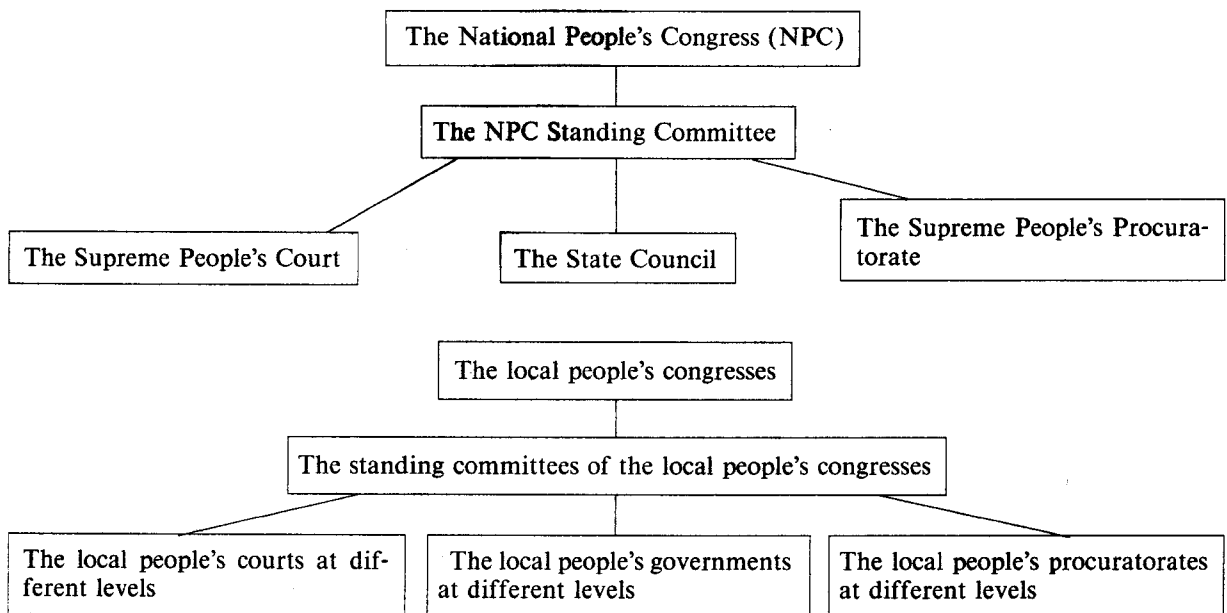 The National People's Congress (NPC)
The NPC Standing Committee
The Supreme People's Court
The State Council
The Supreme People's Procura-
torate
The local people's congresses
The standing committees of the local people's congresses
The local people's courts at dif-
ferent levels
The local people's governments
at different levels
The local people's procuratorates
at different levels